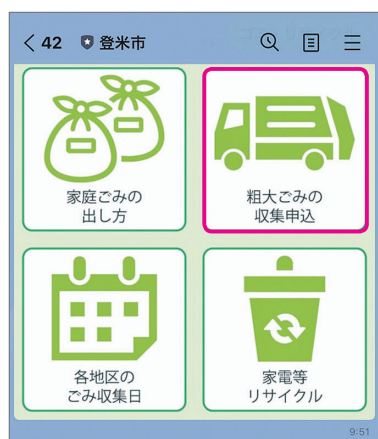 42 登米市
家庭ごみの
出し方
粗大ごみの
収集申込
各地区の
ごみ収集日
家電等
リサイクル
9:51